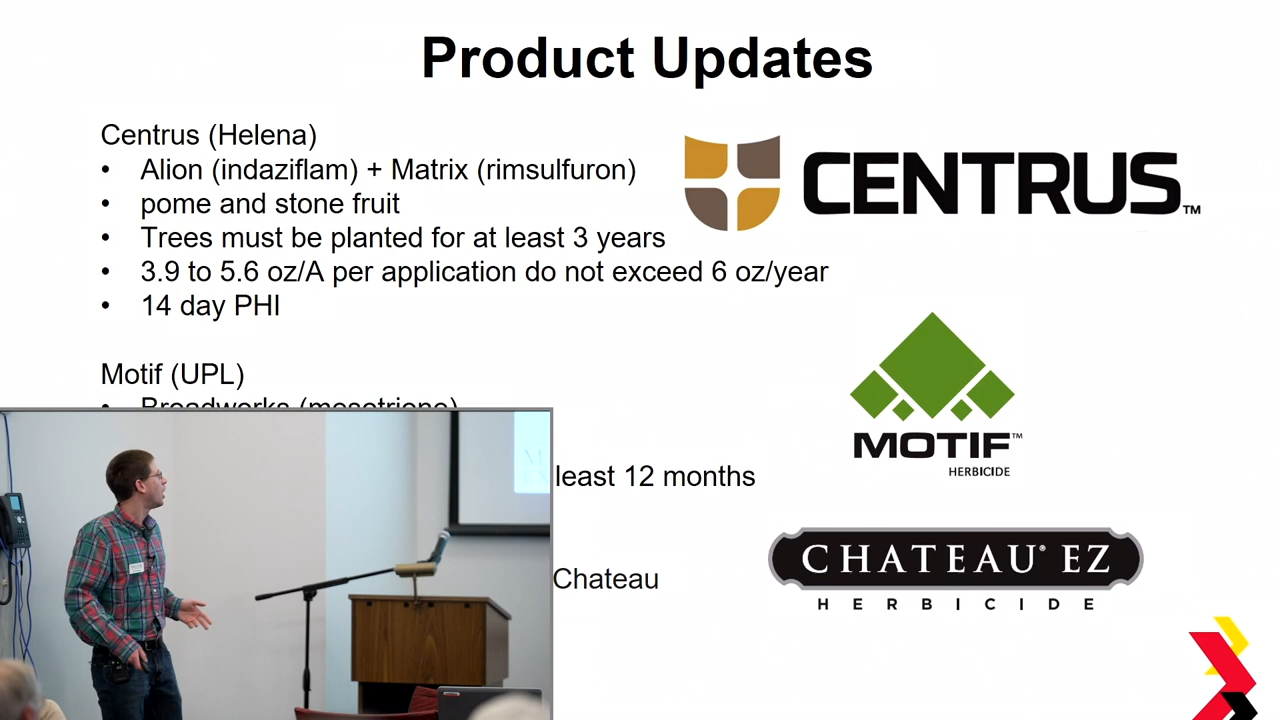 Product Updates
Centrus (Helena)
• Alion (indaziflam) + Matrix (rimsulfuron)
• pome and stone fruit
• Trees must be planted for at least 3 years
• 3.9 to 5.6 oz/A per application do not exceed 6 oz/year
• 14 day PHI
CENTRUS™
Motif (UPL)
• Broadworks (mesotrione)
least 12 months
MOTIF™
HERBICIDE
Chateau
CHATEAU® EZ
HERBICIDE